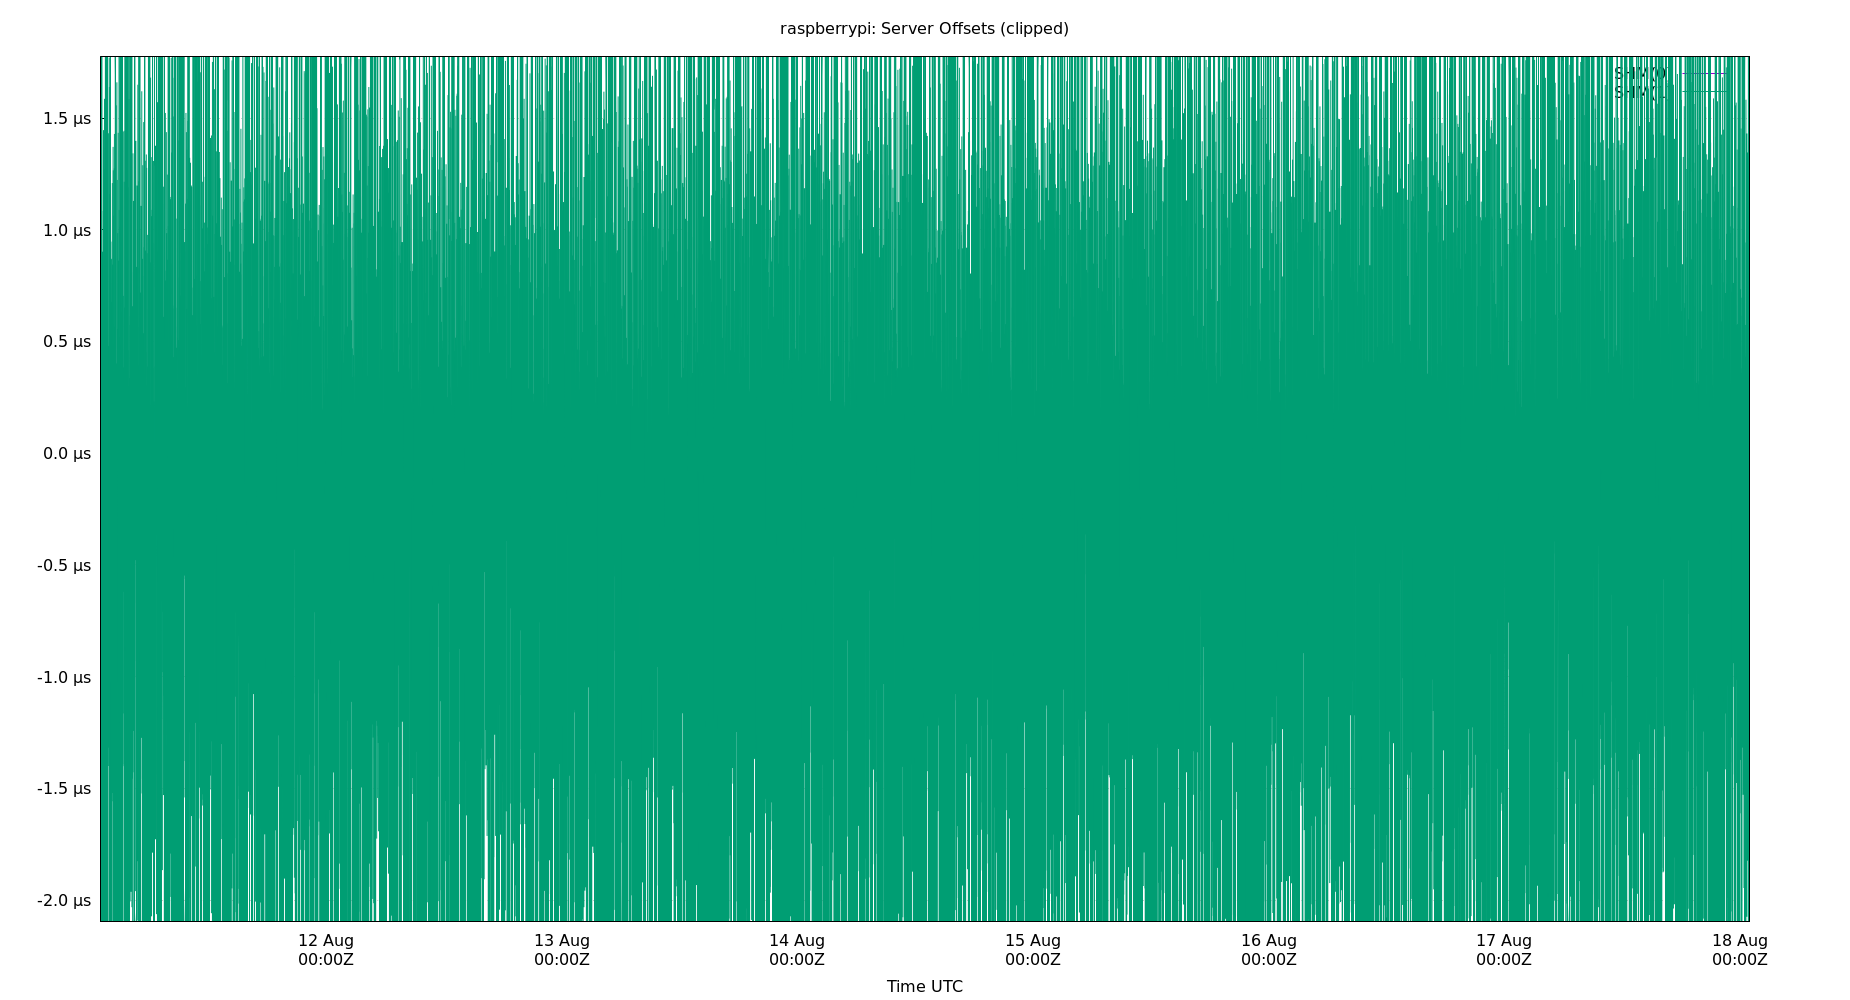 raspberrypi: Server Offsets (clipped)
1.5 µs
1.0 µs
0.5 µs
0.0 µs
-0.5 µs
-1.0 µs
-1.5 µs
-2.0 µs
12 Aug
00:00Z
13 Aug
00:00Z
14 Aug
00:00Z
15 Aug
00:00Z
16 Aug
00:00Z
17 Aug
00:00Z
18 Aug
00:00Z
Time UTC